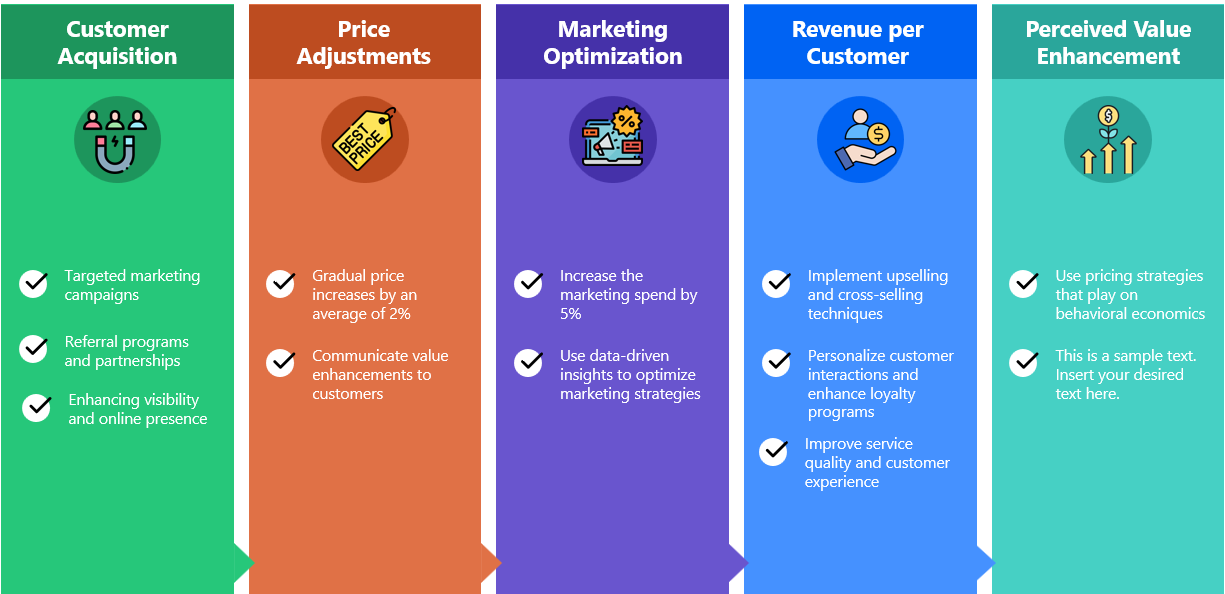 Customer
Acquisition
Targeted marketing
campaigns
Referral programs
and partnerships
Enhancing visibility
and online presence
Price
Adjustments
BEST
PRICE
Gradual price
increases by an
average of 2%
Communicate value
enhancements to
customers
Marketing
Optimization
%
Increase the
marketing spend by
5%
Use data-driven
insights to optimize
marketing strategies
Revenue per
Customer
$
Implement upselling
and cross-selling
techniques
Personalize customer
interactions and
enhance loyalty
programs
Improve service
quality and customer
experience
Perceived Value
Enhancement
$
Use pricing strategies
that play on
behavioral economics
This is a sample text.
Insert your desired
text here.